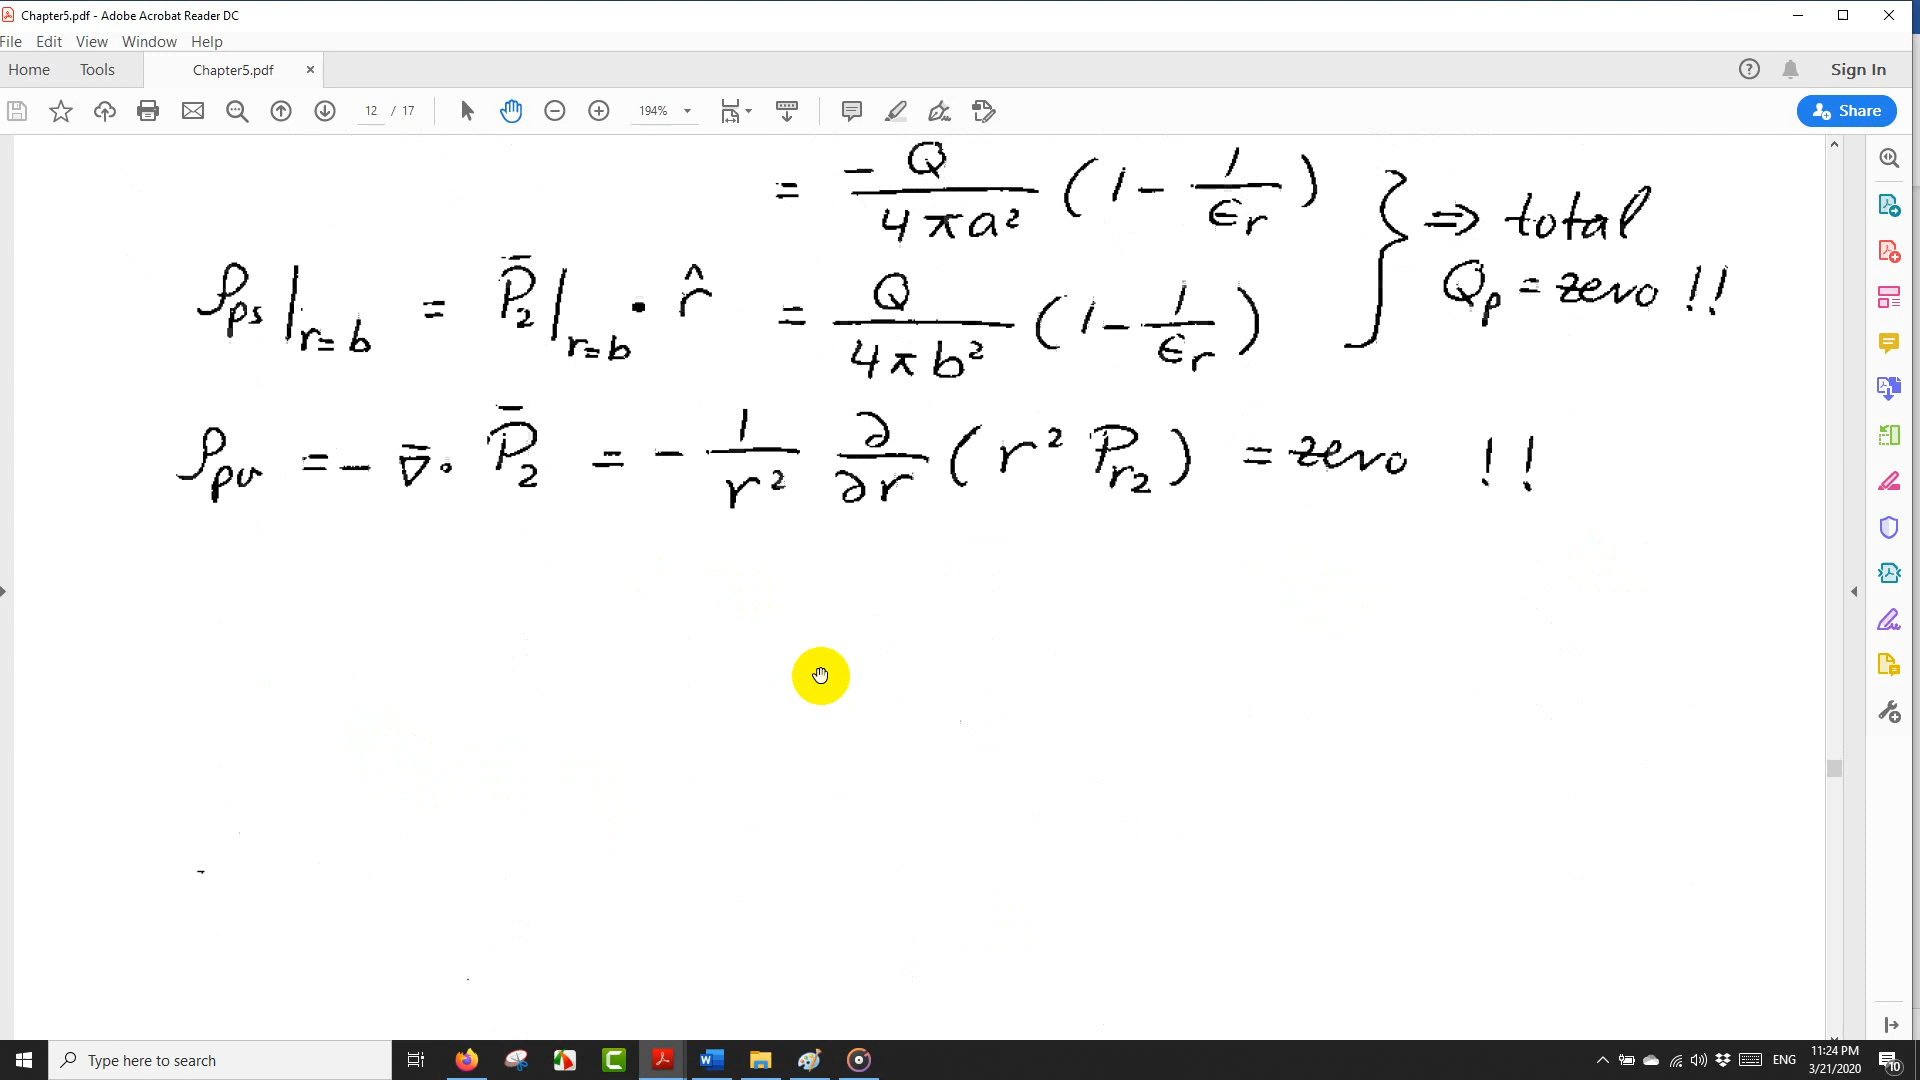 Chapter5.pdf - Adobe Acrobat Reader DC
File Edit View Window Help
Home Tools Chapter5.pdf × Sign In
12 / 17 194% Share
= -Q / 4πa² (1 - 1/ϵr) } ⇒ total
ρps|r=b = P̄2|r=b · r̂ = Q / 4πb² (1 - 1/ϵr) Qp = zero !!
ρpv = - ∇̄ · P̄2 = - 1/r² ∂/∂r (r² Pr2) = zero !!
Type here to search
ENG
11:24 PM
3/21/2020
10